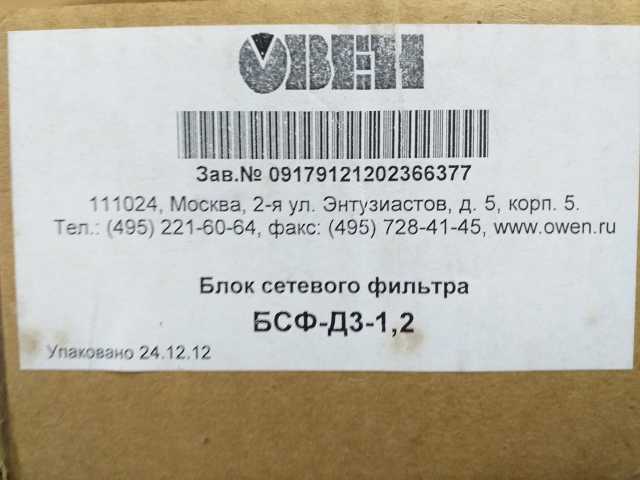 ОВЕН
Зав.№ 09179121202366377
111024, Москва, 2-я ул. Энтузиастов, д. 5, корп. 5.
Тел.: (495) 221-60-64, факс: (495) 728-41-45, www.owen.ru
Блок сетевого фильтра
БСФ-Д3-1,2
Упаковано 24.12.12